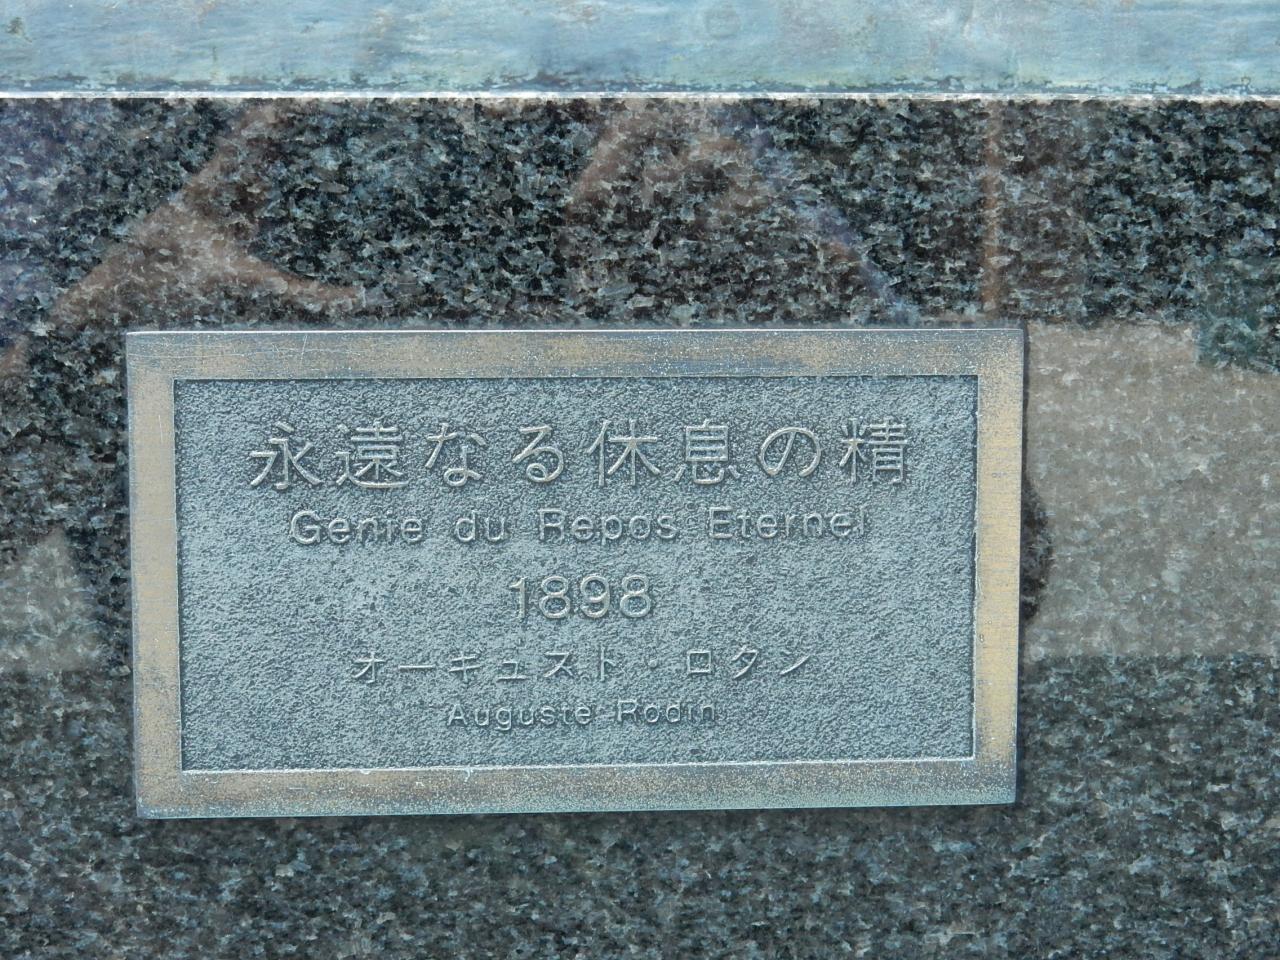 永遠なる休息の精
Genie du Repos Eternel
1898
オーギュスト・ロダン
Auguste Rodin